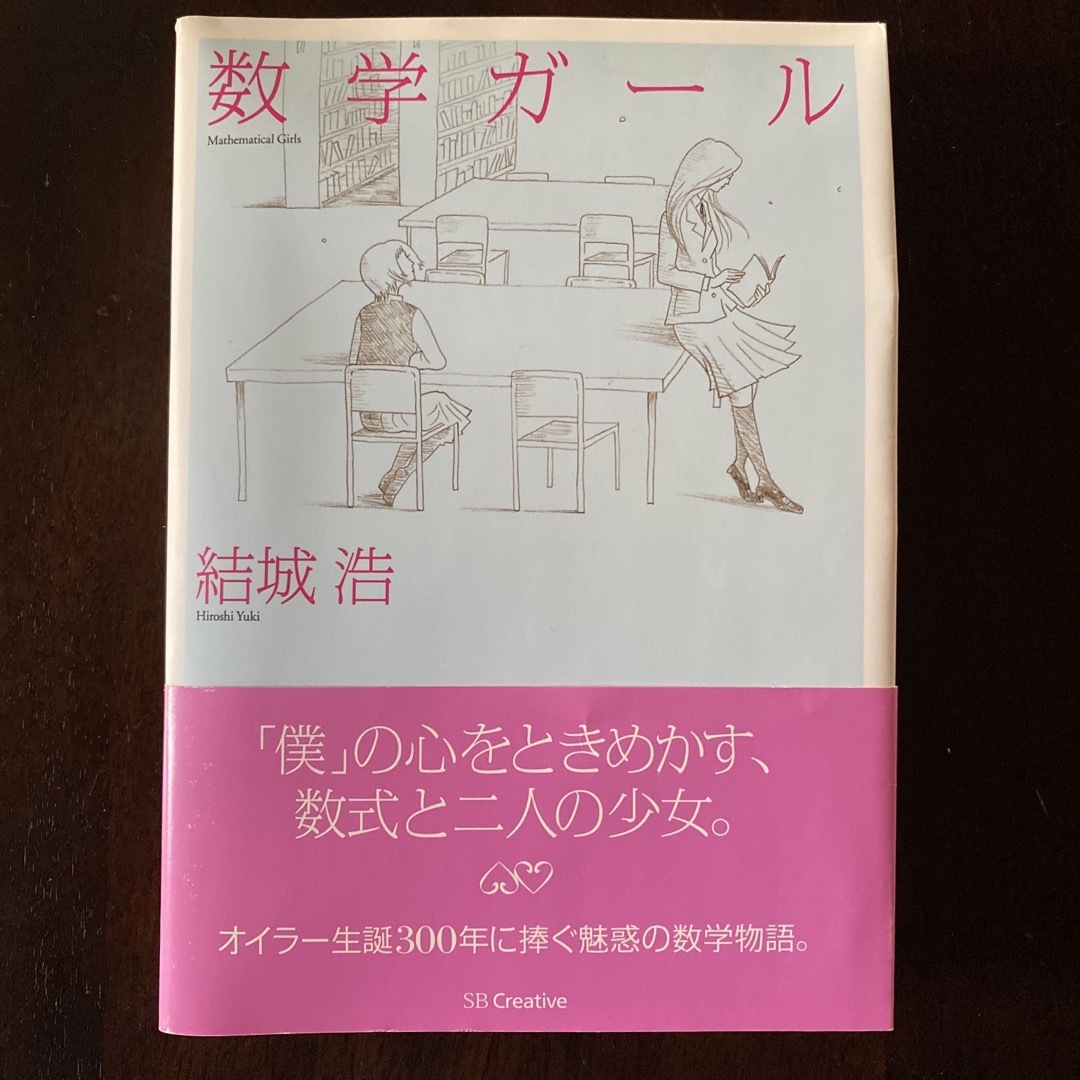 数学ガール
Mathematical Girls
結城 浩
Hiroshi Yuki
「僕」の心をときめかす、
数式と二人の少女。
オイラー生誕300年に捧ぐ魅惑の数学物語。
SB Creative